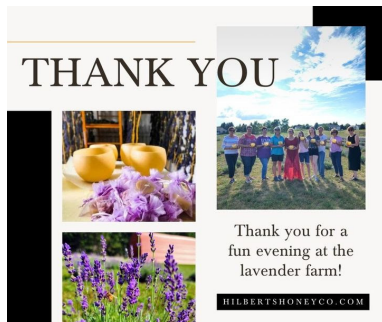 THANK YOU
Thank you for a
fun evening at the
lavender farm!
HILBERTSHONEYCO.COM